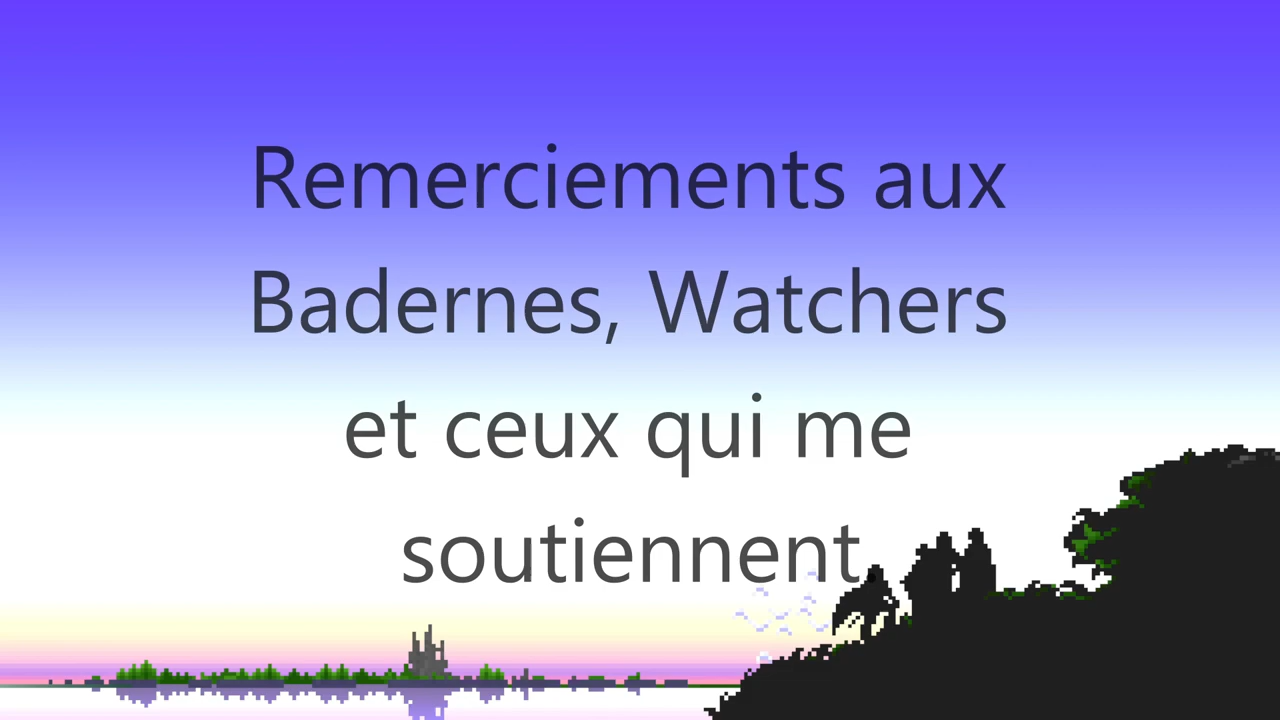 Remerciements aux
Badernes, Watchers
et ceux qui me
soutiennent